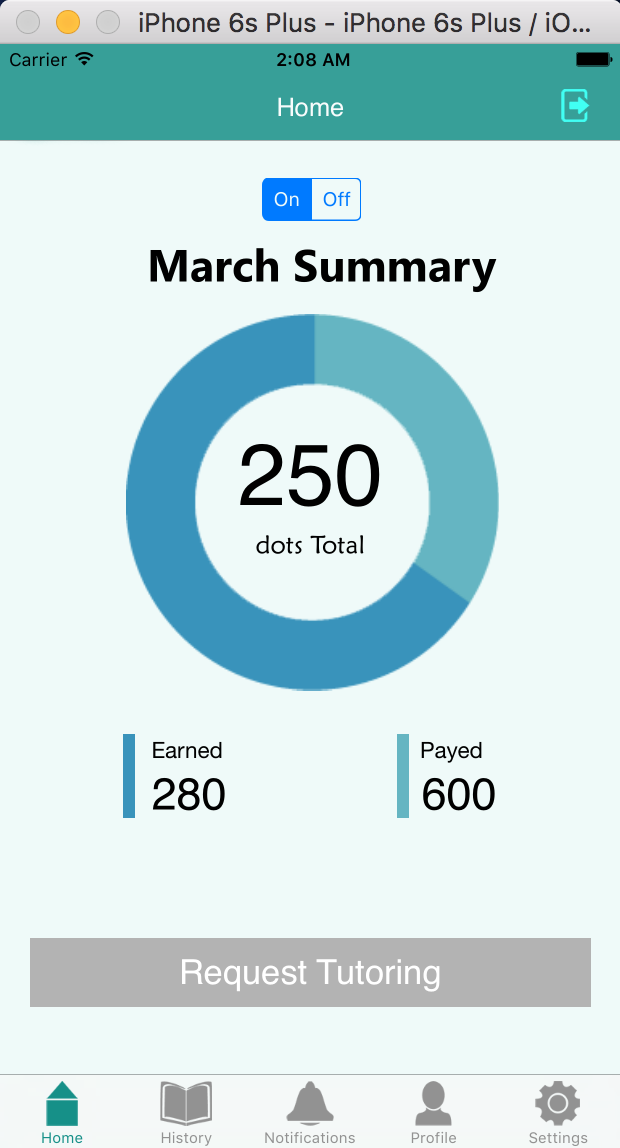 iPhone 6s Plus - iPhone 6s Plus / iO...
Carrier 2:08 AM
Home
On Off
March Summary
250
dots Total
Earned Payed
280 600
Request Tutoring
Home History Notifications Profile Settings